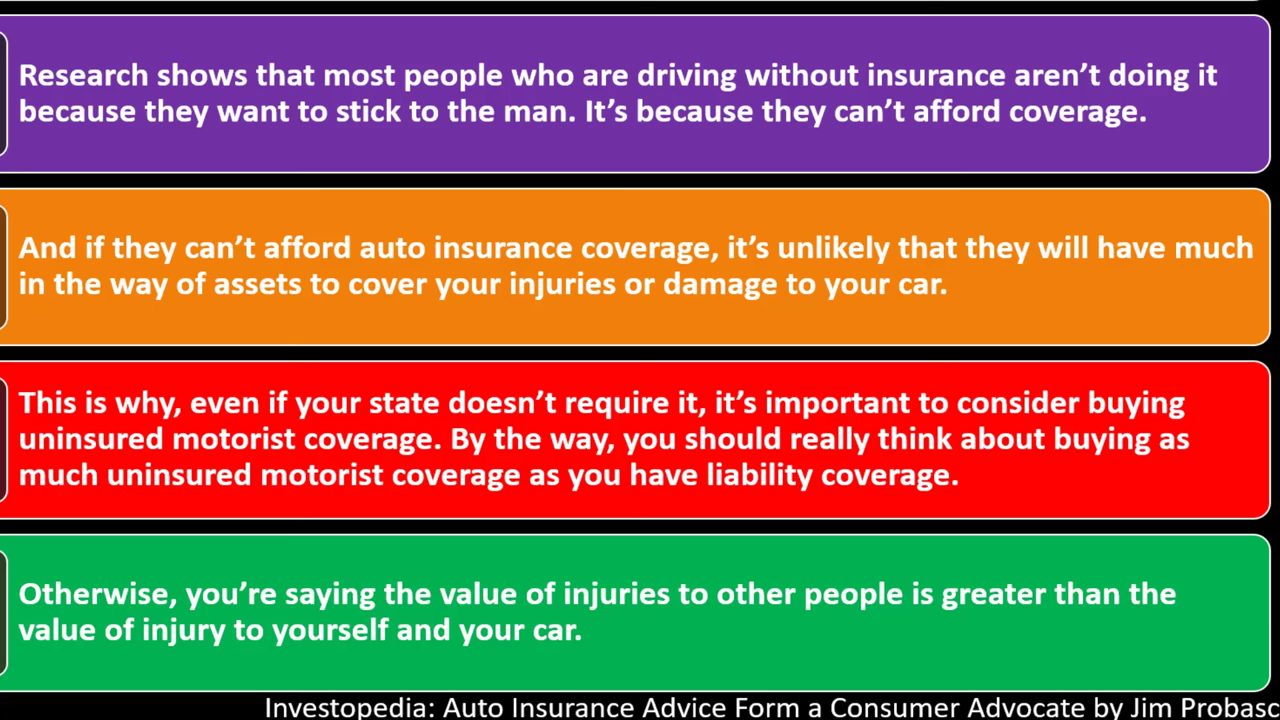 Research shows that most people who are driving without insurance aren’t doing it
because they want to stick to the man. It’s because they can’t afford coverage.
And if they can’t afford auto insurance coverage, it’s unlikely that they will have much
in the way of assets to cover your injuries or damage to your car.
This is why, even if your state doesn’t require it, it’s important to consider buying
uninsured motorist coverage. By the way, you should really think about buying as
much uninsured motorist coverage as you have liability coverage.
Otherwise, you’re saying the value of injuries to other people is greater than the
value of injury to yourself and your car.
Investopedia: Auto Insurance Advice Form a Consumer Advocate by Jim Probasc